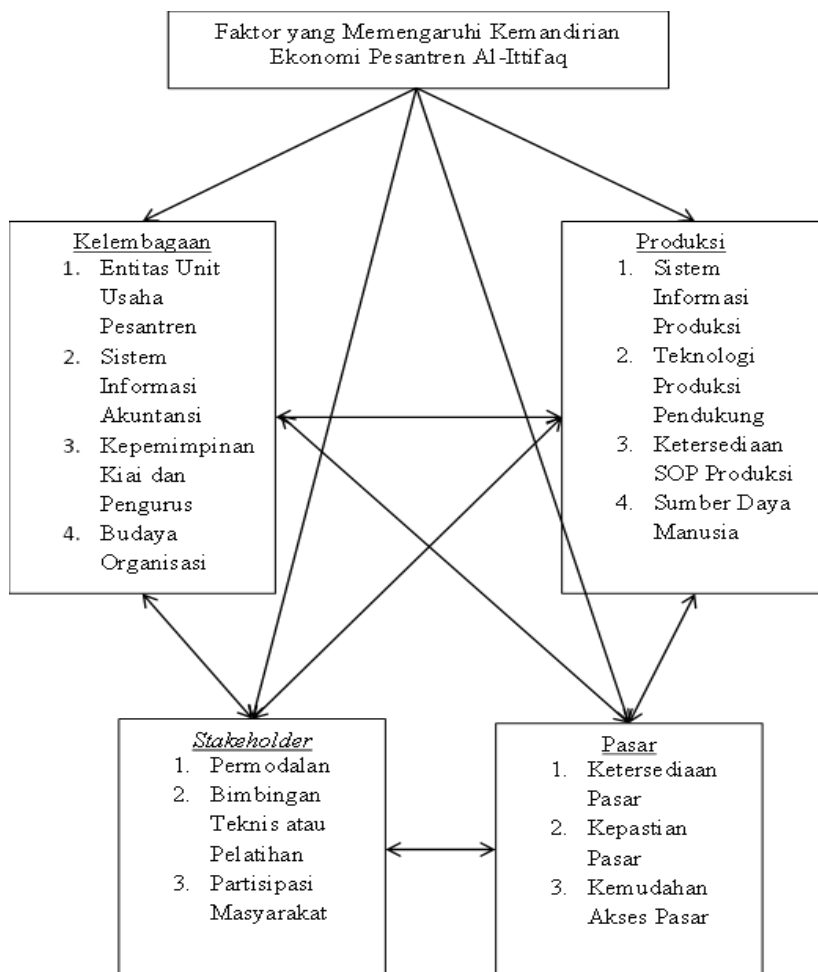 Faktor yang Memengaruhi Kemandirian
Ekonomi Pesantren Al-Ittifaq
Kelembagaan
1. Entitas Unit
Usaha
Pesantren
2. Sistem
Informasi
Akuntansi
3. Kepemimpinan
Kiai dan
Pengurus
4. Budaya
Organisasi
Produksi
1. Sistem
Informasi
Produksi
2. Teknologi
Produksi
Pendukung
3. Ketersediaan
SOP Produksi
4. Sumber Daya
Manusia
Stakeholder
1. Permodalan
2. Bimbingan
Teknis atau
Pelatihan
3. Partisipasi
Masyarakat
Pasar
1. Ketersediaan
Pasar
2. Kepastian
Pasar
3. Kemudahan
Akses Pasar